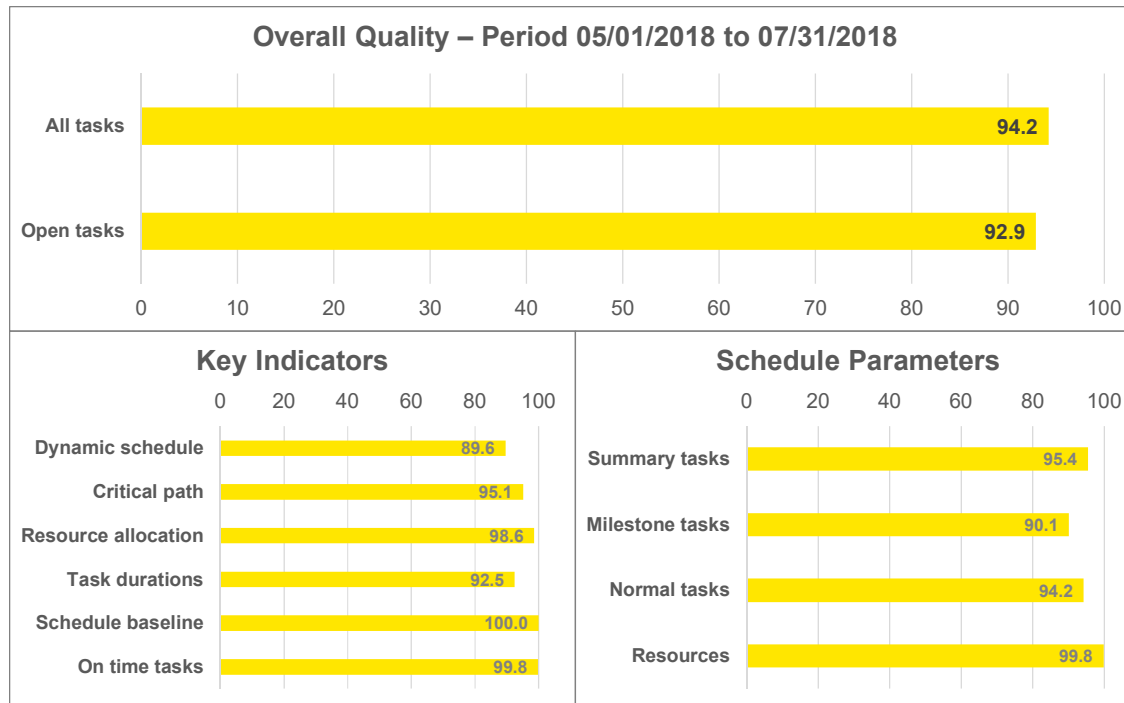 Overall Quality – Period 05/01/2018 to 07/31/2018
All tasks
94.2
Open tasks
92.9
0 10 20 30 40 50 60 70 80 90 100
Key Indicators
0 20 40 60 80 100
Dynamic schedule
89.6
Critical path
95.1
Resource allocation
98.6
Task durations
92.5
Schedule baseline
100.0
On time tasks
99.8
Schedule Parameters
0 20 40 60 80 100
Summary tasks
95.4
Milestone tasks
90.1
Normal tasks
94.2
Resources
99.8